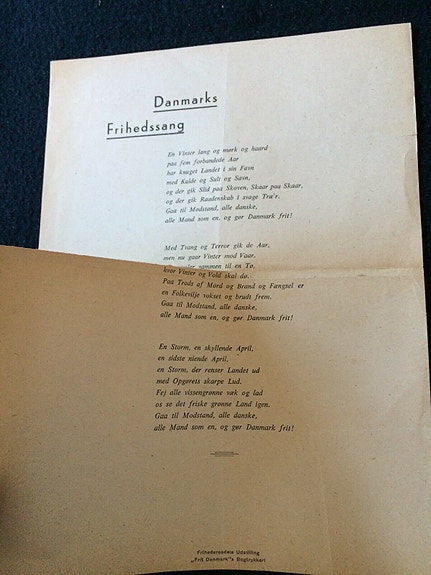 Danmarks
Frihedssang
En Vinter lang og mørk og haard
paa fem forbandede Aar
har knuget Landet i sin Favn
med Kulde og Sult og Savn,
og der gik Slid paa Skoven, Skaar paa Skaar,
og der gik Raadenskab i svage Træ'r.
Gaa til Modstand, alle danske,
alle Mand som en, og gør Danmark frit!
Med Tvang og Terror gik de Aar,
men nu gaar Vinter mod Vaar.
sammen til en Tø,
hvor Vinter og Vold skal dø.
Paa Trods af Mord og Brand og Fængsel er
en Folkevilje vokset og brudt frem.
Gaa til Modstand, alle danske,
alle Mand som en, og gør Danmark frit!
En Storm, en skyllende April,
en sidste niende April,
en Storm, der renser Landet ud
med Opgørets skarpe Lud.
Fej alle vissengrønne væk og lad
os se det friske grønne Land igen.
Gaa til Modstand, alle danske,
alle Mand som en, og gør Danmark frit!
Frihedsraadets Udstilling
„Frit Danmark"s Bogtrykkeri